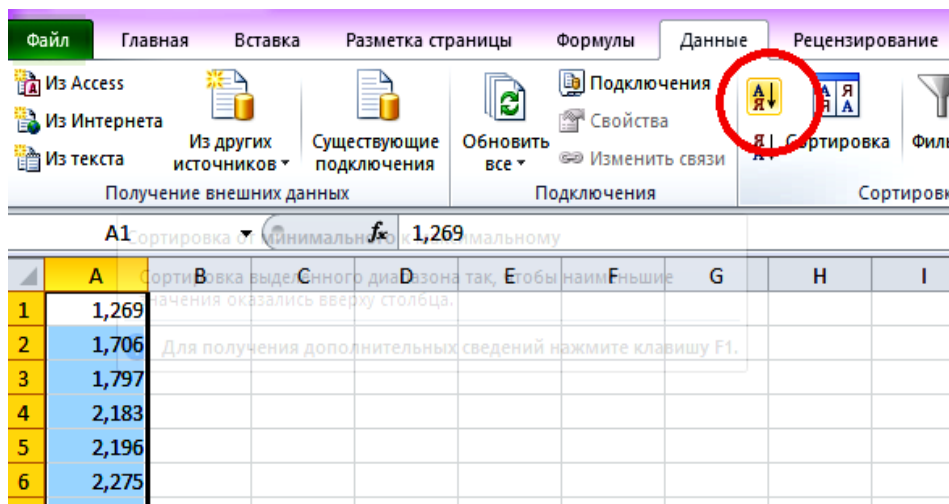 Файл Главная Вставка Разметка страницы Формулы Данные Рецензирование
Из Access
Из Интернета
Из текста
Из других
источников
Существующие
подключения
Получение внешних данных
Обновить
все
Подключения
Свойства
Изменить связи
Подключения
А
Я
Я
А
А Я
Я А
Сортировка
A1 fx 1,269
Сортировка от минимального к максимальному
Сортировка выделенного диапазона так, чтобы наименьшие
значения оказались вверху столбца.
Для получения дополнительных сведений нажмите клавишу F1.
A B C D E F G H I
1 1,269
2 1,706
3 1,797
4 2,183
5 2,196
6 2,275